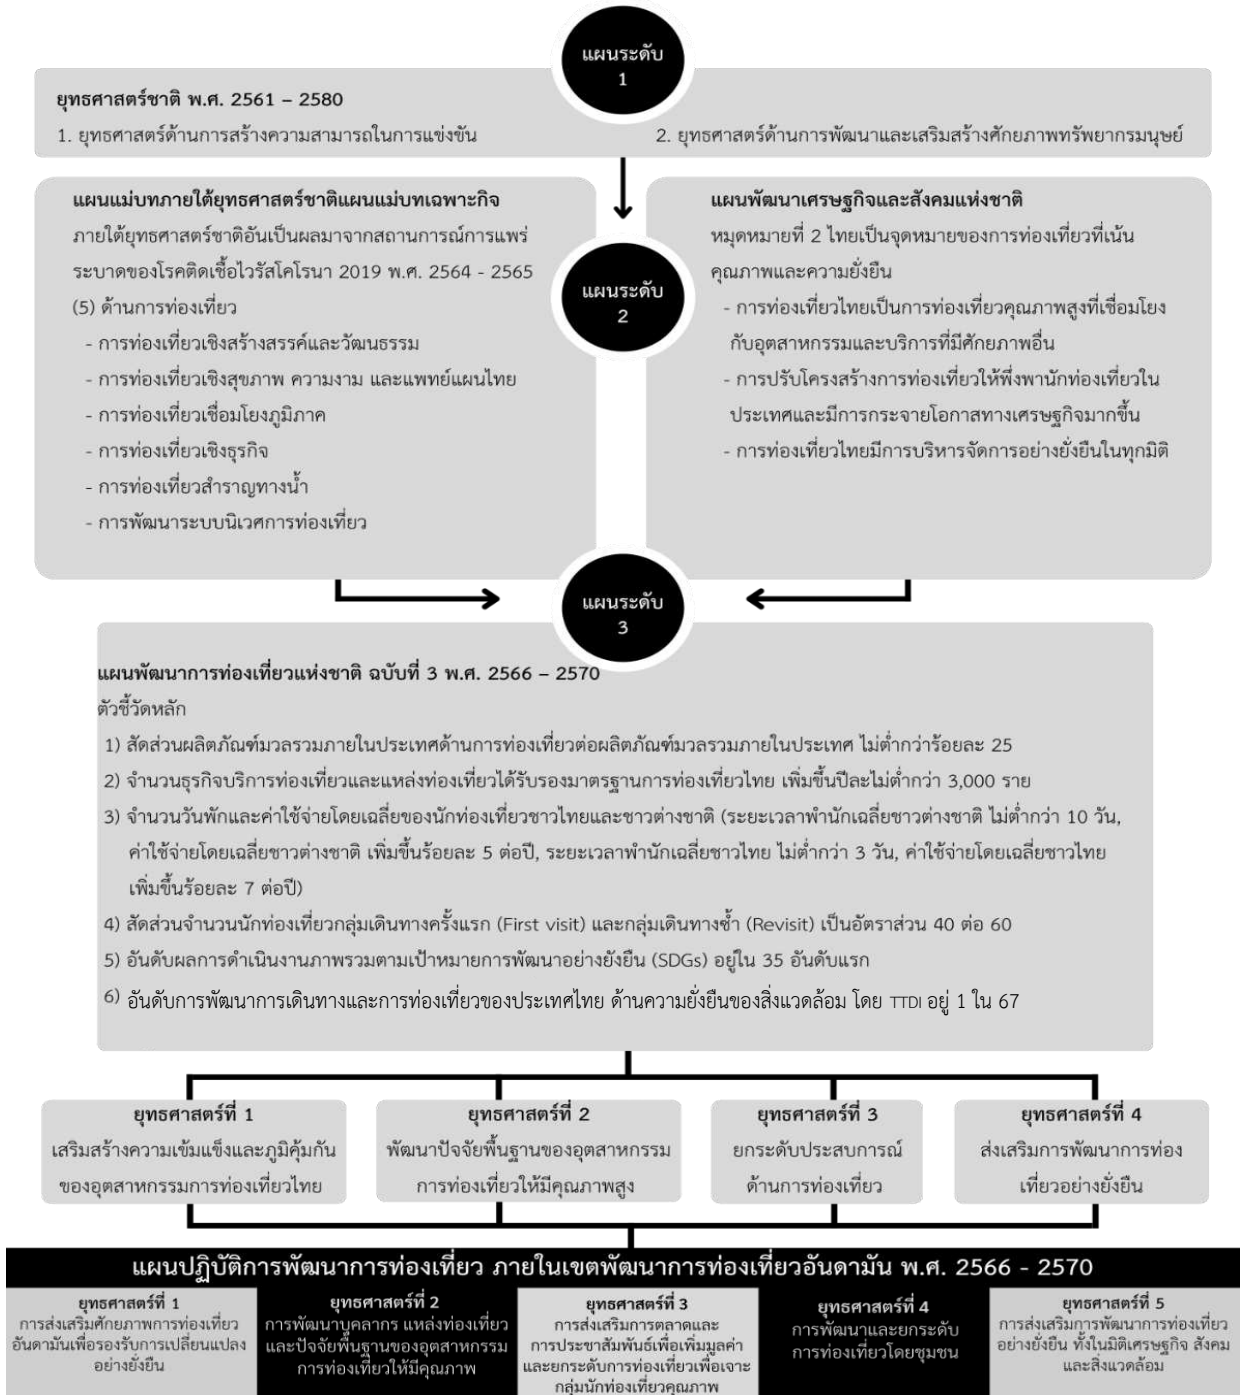 แผนระดับ
1
ยุทธศาสตร์ชาติ พ.ศ. 2561 – 2580
1. ยุทธศาสตร์ด้านการสร้างความสามารถในการแข่งขัน
2. ยุทธศาสตร์ด้านการพัฒนาและเสริมสร้างศักยภาพทรัพยากรมนุษย์
แผนระดับ
2
แผนแม่บทภายใต้ยุทธศาสตร์ชาติแผนแม่บทเฉพาะกิจ
ภายใต้ยุทธศาสตร์ชาติอันเป็นผลมาจากสถานการณ์การแพร่
ระบาดของโรคติดเชื้อไวรัสโคโรนา 2019 พ.ศ. 2564 - 2565
(5) ด้านการท่องเที่ยว
- การท่องเที่ยวเชิงสร้างสรรค์และวัฒนธรรม
- การท่องเที่ยวเชิงสุขภาพ ความงาม และแพทย์แผนไทย
- การท่องเที่ยวเชื่อมโยงภูมิภาค
- การท่องเที่ยวเชิงธุรกิจ
- การท่องเที่ยวสำราญทางน้ำ
- การพัฒนาระบบนิเวศการท่องเที่ยว
แผนพัฒนาเศรษฐกิจและสังคมแห่งชาติ
หมุดหมายที่ 2 ไทยเป็นจุดหมายของการท่องเที่ยวที่เน้น
คุณภาพและความยั่งยืน
- การท่องเที่ยวไทยเป็นการท่องเที่ยวคุณภาพสูงที่เชื่อมโยง
กับอุตสาหกรรมและบริการที่มีศักยภาพอื่น
- การปรับโครงสร้างการท่องเที่ยวให้พึ่งพานักท่องเที่ยวใน
ประเทศและมีการกระจายโอกาสทางเศรษฐกิจมากขึ้น
- การท่องเที่ยวไทยมีการบริหารจัดการอย่างยั่งยืนในทุกมิติ
แผนระดับ
3
แผนพัฒนาการท่องเที่ยวแห่งชาติ ฉบับที่ 3 พ.ศ. 2566 – 2570
ตัวชี้วัดหลัก
1) สัดส่วนผลิตภัณฑ์มวลรวมภายในประเทศด้านการท่องเที่ยวต่อผลิตภัณฑ์มวลรวมภายในประเทศ ไม่ต่ำกว่าร้อยละ 25
2) จำนวนธุรกิจบริการท่องเที่ยวและแหล่งท่องเที่ยวได้รับรองมาตรฐานการท่องเที่ยวไทย เพิ่มขึ้นปีละไม่ต่ำกว่า 3,000 ราย
3) จำนวนวันพักและค่าใช้จ่ายโดยเฉลี่ยของนักท่องเที่ยวชาวไทยและชาวต่างชาติ (ระยะเวลาพำนักเฉลี่ยชาวต่างชาติ ไม่ต่ำกว่า 10 วัน,
ค่าใช้จ่ายโดยเฉลี่ยชาวต่างชาติ เพิ่มขึ้นร้อยละ 5 ต่อปี, ระยะเวลาพำนักเฉลี่ยชาวไทย ไม่ต่ำกว่า 3 วัน, ค่าใช้จ่ายโดยเฉลี่ยชาวไทย
เพิ่มขึ้นร้อยละ 7 ต่อปี)
4) สัดส่วนจำนวนนักท่องเที่ยวกลุ่มเดินทางครั้งแรก (First visit) และกลุ่มเดินทางซ้ำ (Revisit) เป็นอัตราส่วน 40 ต่อ 60
5) อันดับผลการดำเนินงานภาพรวมตามเป้าหมายการพัฒนาอย่างยั่งยืน (SDGs) อยู่ใน 35 อันดับแรก
6) อันดับการพัฒนาการเดินทางและการท่องเที่ยวของประเทศไทย ด้านความยั่งยืนของสิ่งแวดล้อม โดย TTDI อยู่ 1 ใน 67
ยุทธศาสตร์ที่ 1
เสริมสร้างความเข้มแข็งและภูมิคุ้มกัน
ของอุตสาหกรรมการท่องเที่ยวไทย
ยุทธศาสตร์ที่ 2
พัฒนาปัจจัยพื้นฐานของอุตสาหกรรม
การท่องเที่ยวให้มีคุณภาพสูง
ยุทธศาสตร์ที่ 3
ยกระดับประสบการณ์
ด้านการท่องเที่ยว
ยุทธศาสตร์ที่ 4
ส่งเสริมการพัฒนาการท่อง
เที่ยวอย่างยั่งยืน
แผนปฏิบัติการพัฒนาการท่องเที่ยว ภายในเขตพัฒนาการท่องเที่ยวอันดามัน พ.ศ. 2566 - 2570
ยุทธศาสตร์ที่ 1
การส่งเสริมศักยภาพการท่องเที่ยว
อันดามันเพื่อรองรับการเปลี่ยนแปลง
อย่างยั่งยืน
ยุทธศาสตร์ที่ 2
การพัฒนาบุคลากร แหล่งท่องเที่ยว
และปัจจัยพื้นฐานของอุตสาหกรรม
การท่องเที่ยวให้มีคุณภาพ
ยุทธศาสตร์ที่ 3
การส่งเสริมการตลาดและ
การประชาสัมพันธ์เพื่อเพิ่มมูลค่า
และยกระดับการท่องเที่ยวเพื่อเจาะ
กลุ่มนักท่องเที่ยวคุณภาพ
ยุทธศาสตร์ที่ 4
การพัฒนาและยกระดับ
การท่องเที่ยวโดยชุมชน
ยุทธศาสตร์ที่ 5
การส่งเสริมการพัฒนาการท่องเที่ยว
อย่างยั่งยืน ทั้งในมิติเศรษฐกิจ สังคม
และสิ่งแวดล้อม